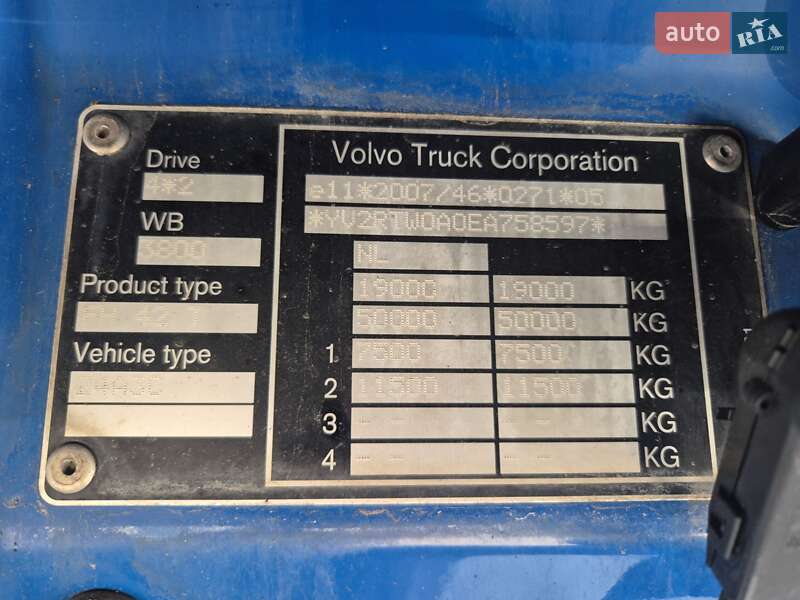 auto RIA .com
Volvo Truck Corporation
e11*2007/46*0271*05
*YV2RTW0A0EA758597*
Drive
4*2
WB
3800
Product type
FH 42 T
Vehicle type
NL
19000 19000 KG
50000 50000 KG
1 7500 7500 KG
2 11500 11500 KG
3 — - — - KG
4 — - — - KG